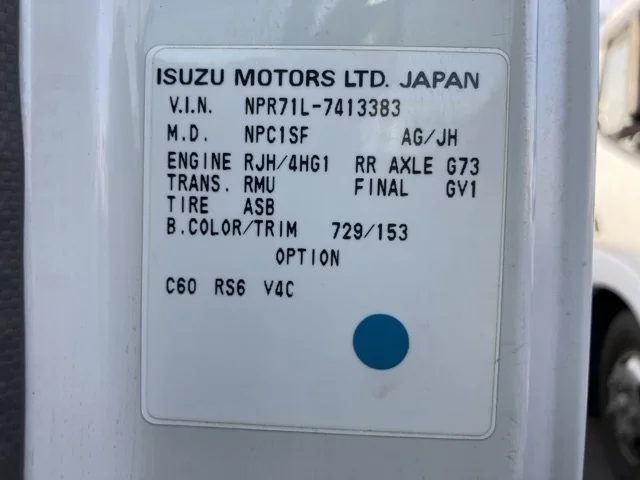 ISUZU MOTORS LTD. JAPAN
V.I.N. NPR71L-7413383
M.D. NPC1SF AG/JH
ENGINE RJH/4HG1 RR AXLE G73
TRANS. RMU FINAL GV1
TIRE ASB
B.COLOR/TRIM 729/153
OPTION
C60 RS6 V4C